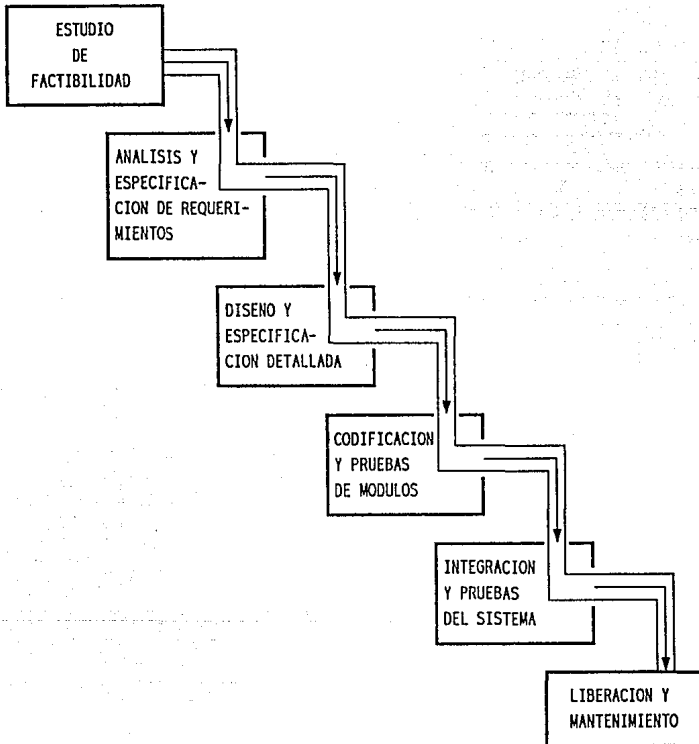 ESTUDIO
DE
FACTIBILIDAD
ANALISIS Y
ESPECIFICA-
CION DE REQUERI-
MIENTOS
DISENO Y
ESPECIFICA-
CION DETALLADA
CODIFICACION
Y PRUEBAS
DE MODULOS
INTEGRACION
Y PRUEBAS
DEL SISTEMA
LIBERACION Y
MANTENIMIENTO